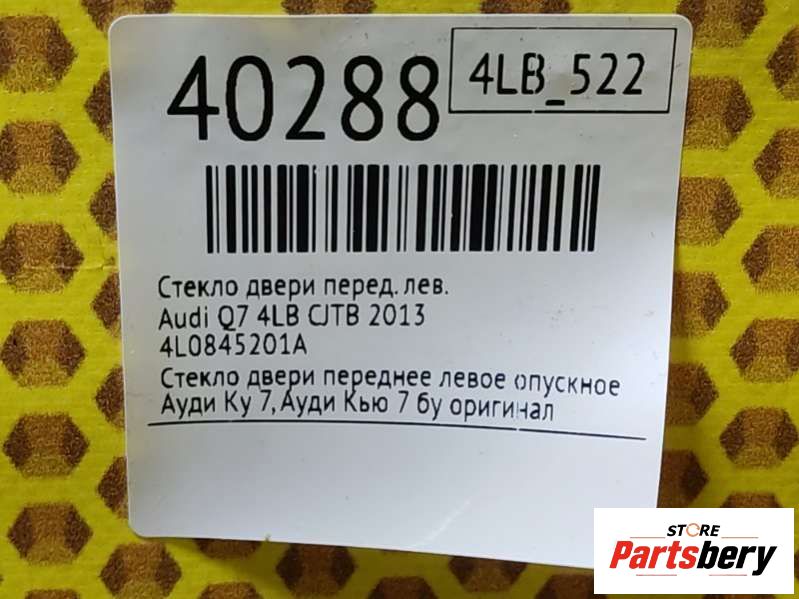 40288
4LB_522
Стекло двери перед. лев.
Audi Q7 4LB CJTB 2013
4L0845201A
Стекло двери переднее левое опускное
Ауди Ку 7, Ауди Кью 7 бу оригинал
STORE
Partsbery